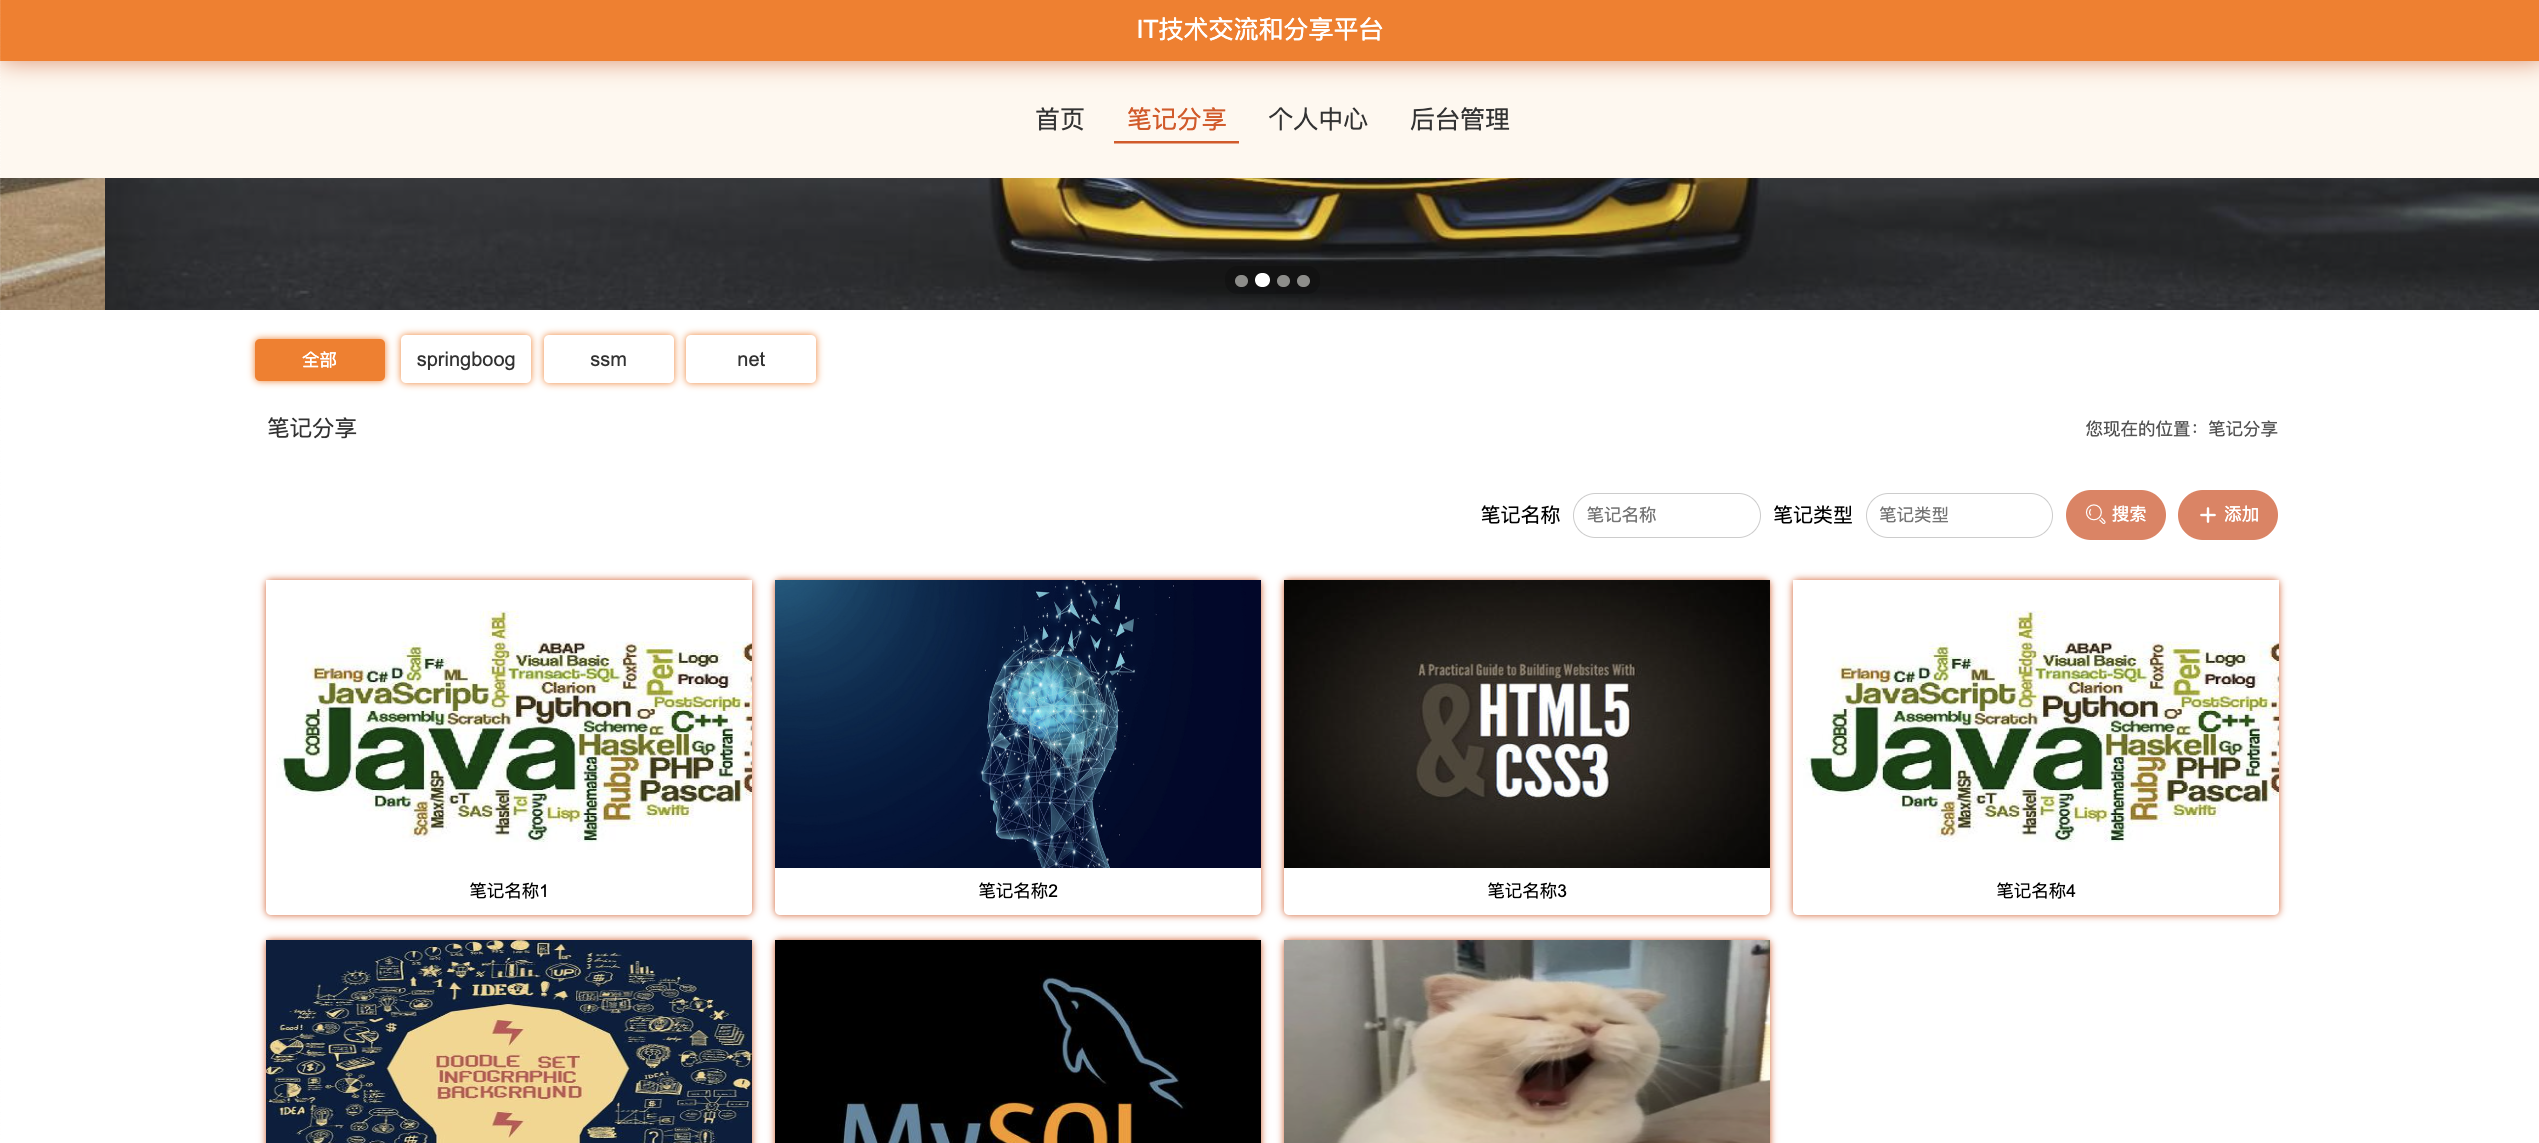 IT技术交流和分享平台
首页 笔记分享 个人中心 后台管理
全部 springboog ssm net
笔记分享 您现在的位置：笔记分享
笔记名称 笔记名称 笔记类型 笔记类型 搜索 添加
Erlang C# D Scala F# ML OpenEdge ABL ABAP Visual Basic Transact-SQL Clarion FoxPro Perl Logo Prolog
JavaScript Python PostScript
COBOL Assembly Scratch Scheme R C++
Java Haskell Go Fortran
Dart Scala Max/MSP cT SAS Haskell Tcl Groovy Lisp Mathematica Ruby PHP Pascal Swift
笔记名称1
笔记名称2
A Practical Guide to Building Websites With
& HTML5
CSS3
笔记名称3
Erlang C# D Scala F# ML OpenEdge ABL ABAP Visual Basic Transact-SQL Clarion FoxPro Perl Logo Prolog
JavaScript Python PostScript
COBOL Assembly Scratch Scheme R C++
Java Haskell Go Fortran
Dart Scala Max/MSP cT SAS Haskell Tcl Groovy Lisp Mathematica Ruby PHP Pascal Swift
笔记名称4
UP!
IDEA!
Good!
DOODLE SET
INFOGRAPHIC
BACKGRAUND
IDEA!
IDEA
MySQL